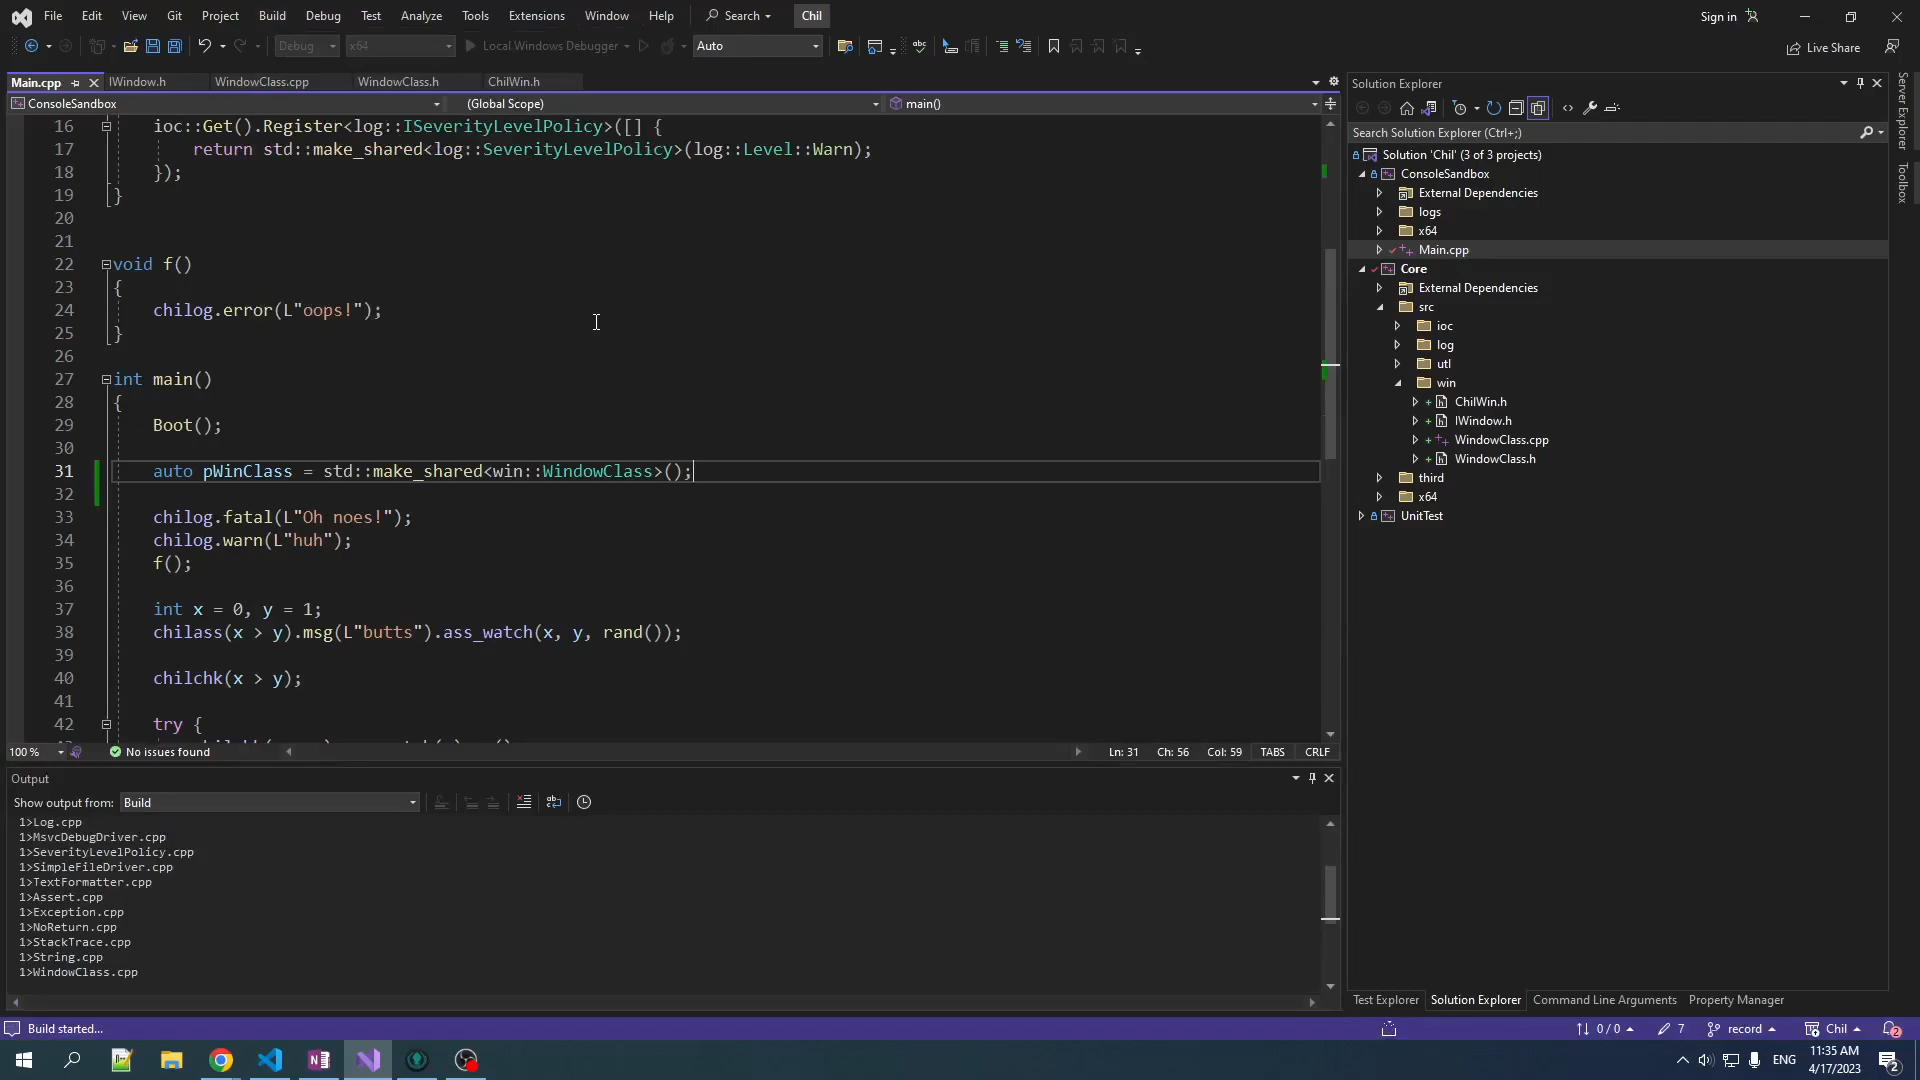 File Edit View Git Project Build Debug Test Analyze Tools Extensions Window Help Search Chil Sign in
Debug x64 Local Windows Debugger Auto Live Share
Main.cpp IWindow.h WindowClass.cpp WindowClass.h ChilWin.h
ConsoleSandbox (Global Scope) main()
16 ioc::Get().Register<log::ISeverityLevelPolicy>([] {
17 return std::make_shared<log::SeverityLevelPolicy>(log::Level::Warn);
18 });
19 }
20
21
22 void f()
23 {
24 chilog.error(L"oops!");
25 }
26
27 int main()
28 {
29 Boot();
30
31 auto pWinClass = std::make_shared<win::WindowClass>();
32
33 chilog.fatal(L"Oh noes!");
34 chilog.warn(L"huh");
35 f();
36
37 int x = 0, y = 1;
38 chilass(x > y).msg(L"butts").ass_watch(x, y, rand());
39
40 chilchk(x > y);
41
42 try {
100 % No issues found Ln: 31 Ch: 56 Col: 59 TABS CRLF
Output
Show output from: Build
1>Log.cpp
1>MsvcDebugDriver.cpp
1>SeverityLevelPolicy.cpp
1>SimpleFileDriver.cpp
1>TextFormatter.cpp
1>Assert.cpp
1>Exception.cpp
1>NoReturn.cpp
1>StackTrace.cpp
1>String.cpp
1>WindowClass.cpp
Solution Explorer
Search Solution Explorer (Ctrl+;)
Solution 'Chil' (3 of 3 projects)
ConsoleSandbox
External Dependencies
logs
x64
Main.cpp
Core
External Dependencies
src
ioc
log
utl
win
ChilWin.h
IWindow.h
WindowClass.cpp
WindowClass.h
third
x64
UnitTest
Test Explorer Solution Explorer Command Line Arguments Property Manager
Server Explorer
Toolbox
Build started... 0 / 0 7 record Chil 2
ENG 11:35 AM
4/17/2023 2